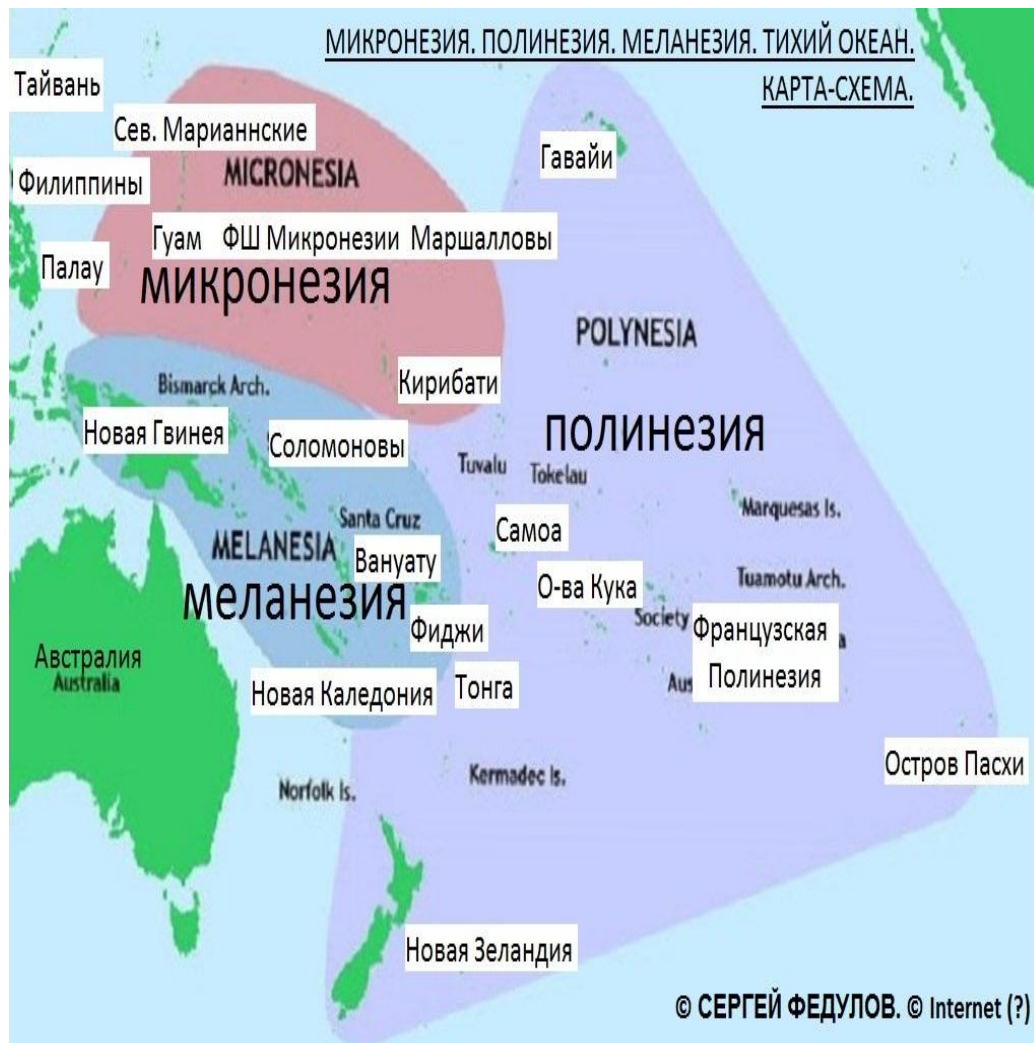 МИКРОНЕЗИЯ. ПОЛИНЕЗИЯ. МЕЛАНЕЗИЯ. ТИХИЙ ОКЕАН.
КАРТА-СХЕМА.
Тайвань
Сев. Марианнские
Гавайи
MICRONESIA
Филиппины
Гуам ФШ Микронезии Маршалловы
Палау
микронезия
POLYNESIA
Bismarck Arch.
Кирибати
Новая Гвинея
Соломоновы
полинезия
Tuvalu
Tokelau
Marquesas Is.
Santa Cruz
Самоа
MELANESIA
Вануату
О-ва Кука
Tuamotu Arch.
меланезия
Society
Французская
Полинезия
Фиджи
Австралия
Australia
Новая Каледония
Тонга
Остров Пасхи
Norfolk Is.
Kermadec Is.
Новая Зеландия
© СЕРГЕЙ ФЕДУЛОВ. © Internet (?)